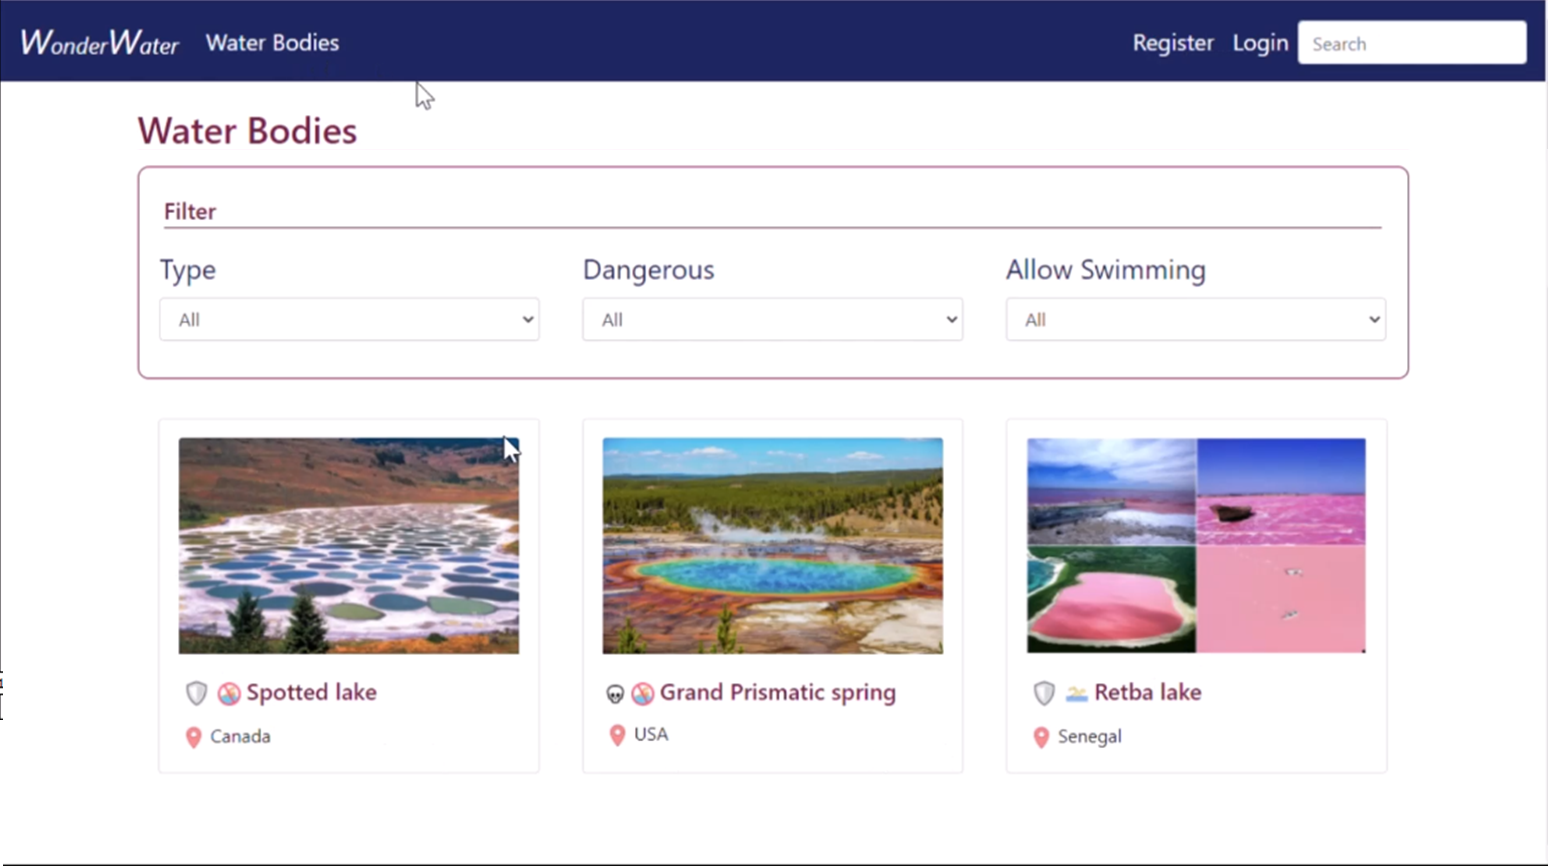 WonderWater Water Bodies Register Login Search
Water Bodies
Filter
Type Dangerous Allow Swimming
All All All
Spotted lake Grand Prismatic spring Retba lake
Canada USA Senegal